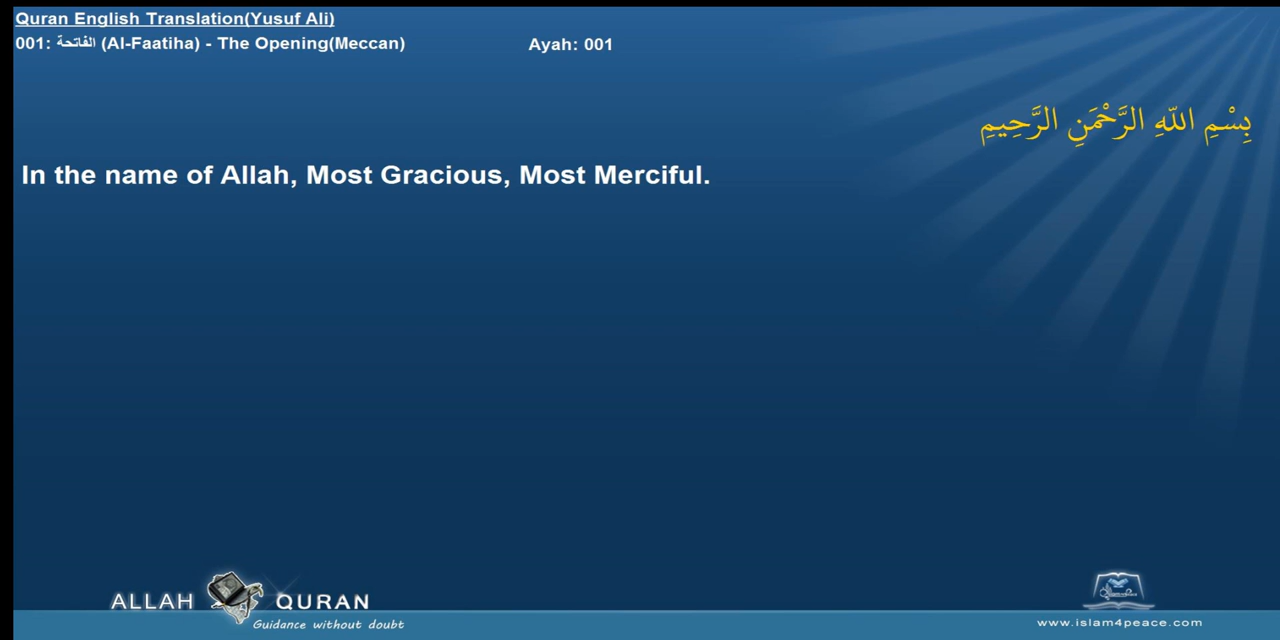 Quran English Translation(Yusuf Ali)
001: الفاتحة (Al-Faatiha) - The Opening(Meccan) Ayah: 001
بِسْمِ اللّهِ الرَّحْمَنِ الرَّحِيمِ
In the name of Allah, Most Gracious, Most Merciful.
ALLAH QURAN
Guidance without doubt
www.islam4peace.com